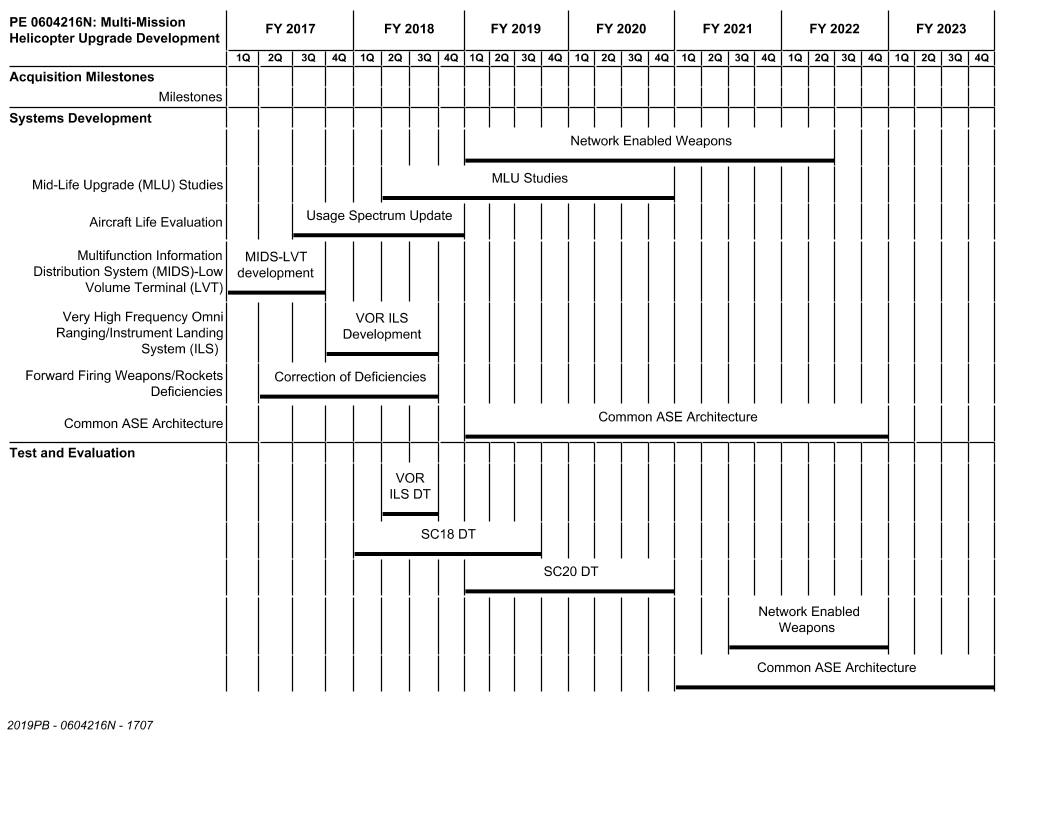 PE 0604216N: Multi-Mission
Helicopter Upgrade Development
FY 2017 FY 2018 FY 2019 FY 2020 FY 2021 FY 2022 FY 2023
1Q 2Q 3Q 4Q 1Q 2Q 3Q 4Q 1Q 2Q 3Q 4Q 1Q 2Q 3Q 4Q 1Q 2Q 3Q 4Q 1Q 2Q 3Q 4Q 1Q 2Q 3Q 4Q
Acquisition Milestones
Milestones
Systems Development
Network Enabled Weapons
Mid-Life Upgrade (MLU) Studies
MLU Studies
Aircraft Life Evaluation
Usage Spectrum Update
Multifunction Information
Distribution System (MIDS)-Low
Volume Terminal (LVT)
MIDS-LVT
development
Very High Frequency Omni
Ranging/Instrument Landing
System (ILS)
VOR ILS
Development
Forward Firing Weapons/Rockets
Deficiencies
Correction of Deficiencies
Common ASE Architecture
Common ASE Architecture
Test and Evaluation
VOR
ILS DT
SC18 DT
SC20 DT
Network Enabled
Weapons
Common ASE Architecture
2019PB - 0604216N - 1707